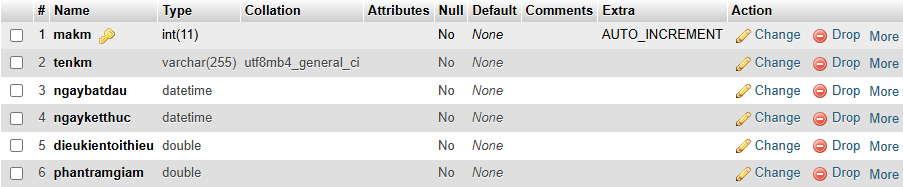 # Name Type Collation Attributes Null Default Comments Extra Action
1 makm int(11) No None AUTO_INCREMENT Change Drop More
2 tenkm varchar(255) utf8mb4_general_ci No None Change Drop More
3 ngaybatdau datetime No None Change Drop More
4 ngayketthuc datetime No None Change Drop More
5 dieukientoithieu double No None Change Drop More
6 phantramgiam double No None Change Drop More